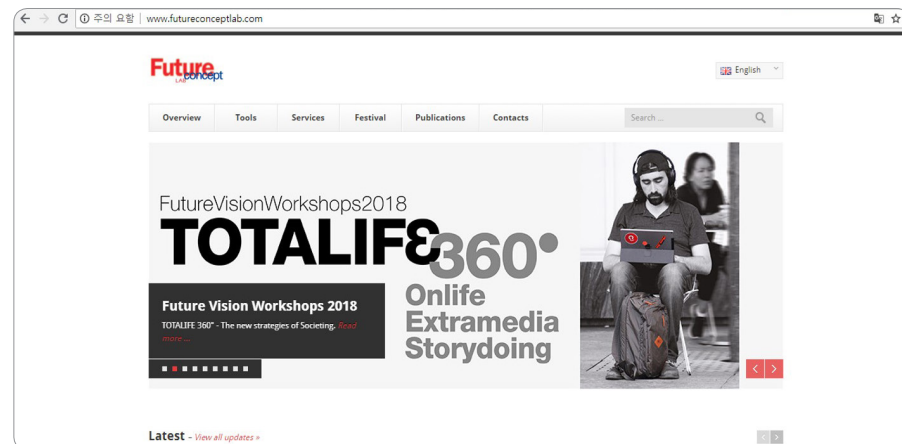 주의 요함 www.futureconceptlab.com
Future
LAB concept
English
Overview Tools Services Festival Publications Contacts Search ...
FutureVisionWorkshops2018
TOTALIFE360°
Onlife
Extramedia
Storydoing
Future Vision Workshops 2018
TOTALIFE 360° - The new strategies of Societing. Read
more ...
Latest - View all updates »